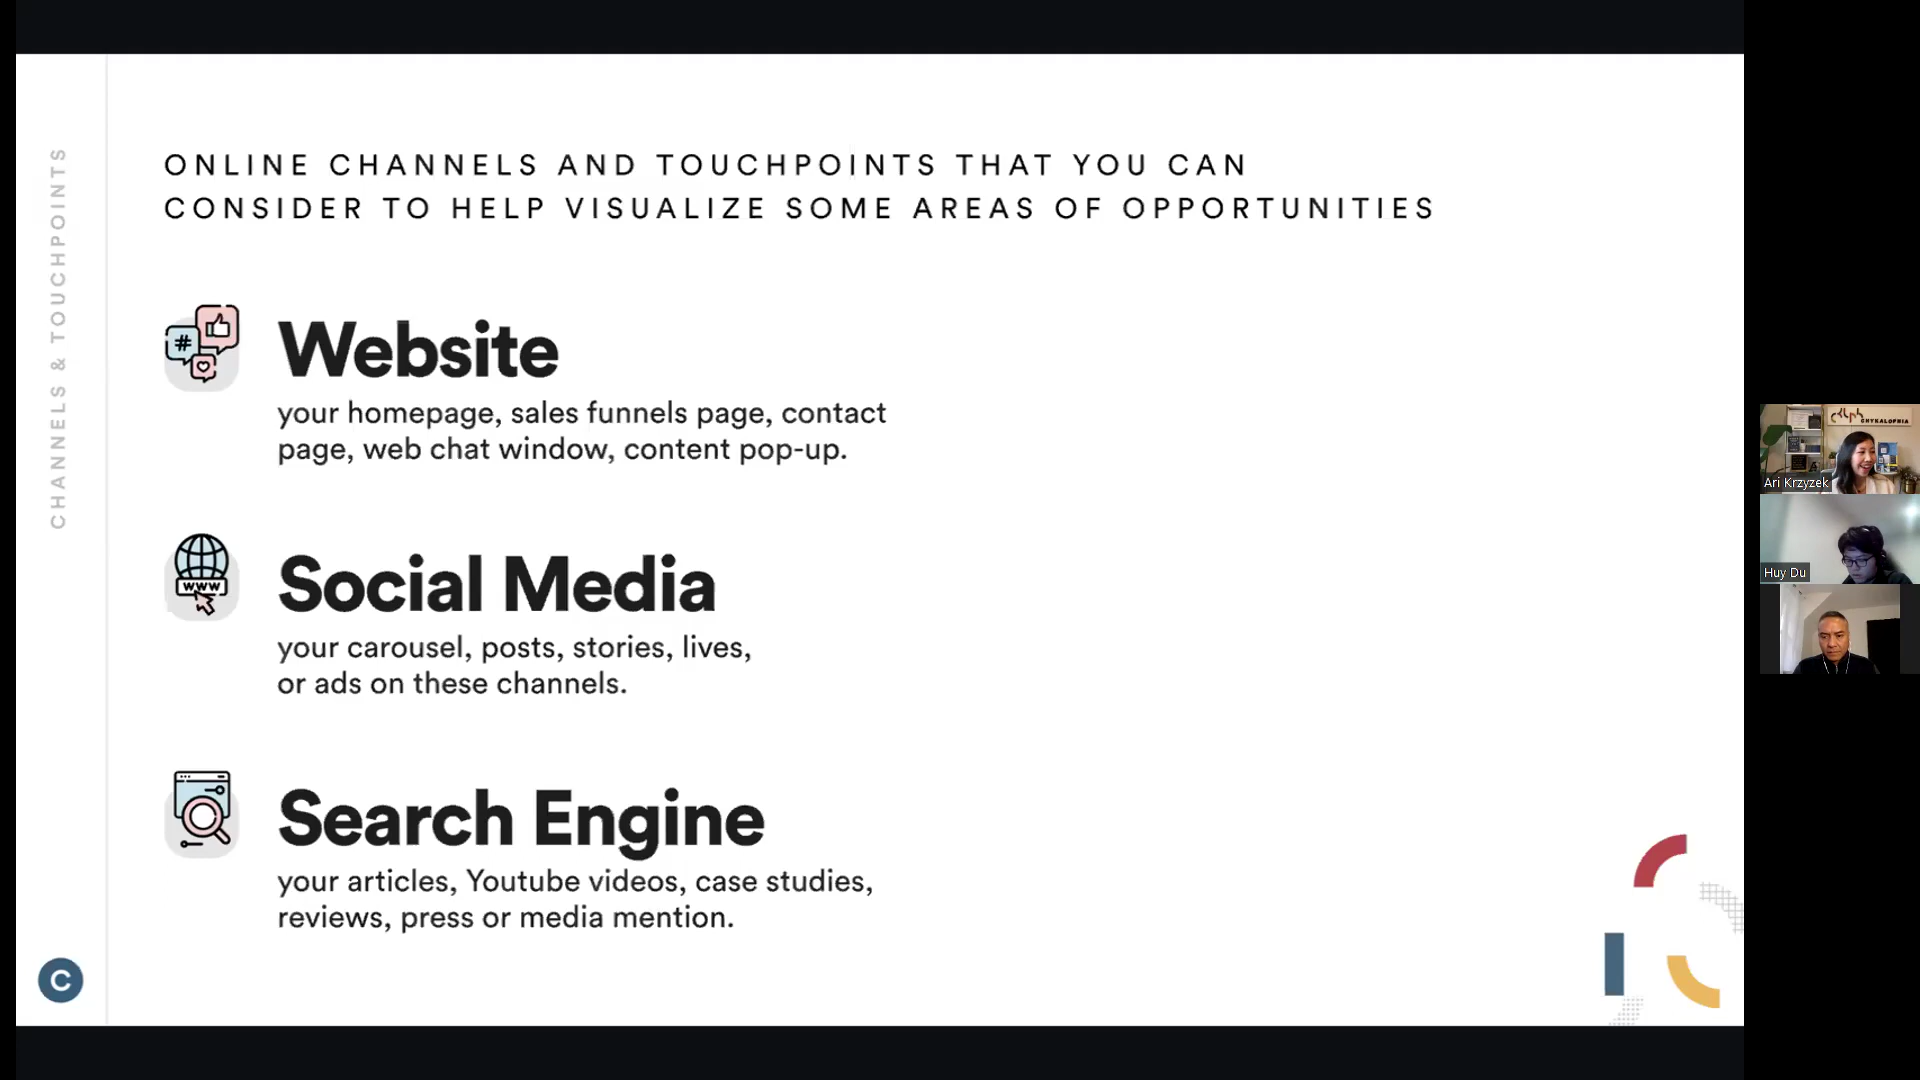 CHANNELS & TOUCHPOINTS
ONLINE CHANNELS AND TOUCHPOINTS THAT YOU CAN
CONSIDER TO HELP VISUALIZE SOME AREAS OF OPPORTUNITIES
#
Website
your homepage, sales funnels page, contact
page, web chat window, content pop-up.
www
Social Media
your carousel, posts, stories, lives,
or ads on these channels.
Search Engine
your articles, Youtube videos, case studies,
reviews, press or media mention.
C
CHYKALOPHIA
Ari Krzyzek
Huy Du